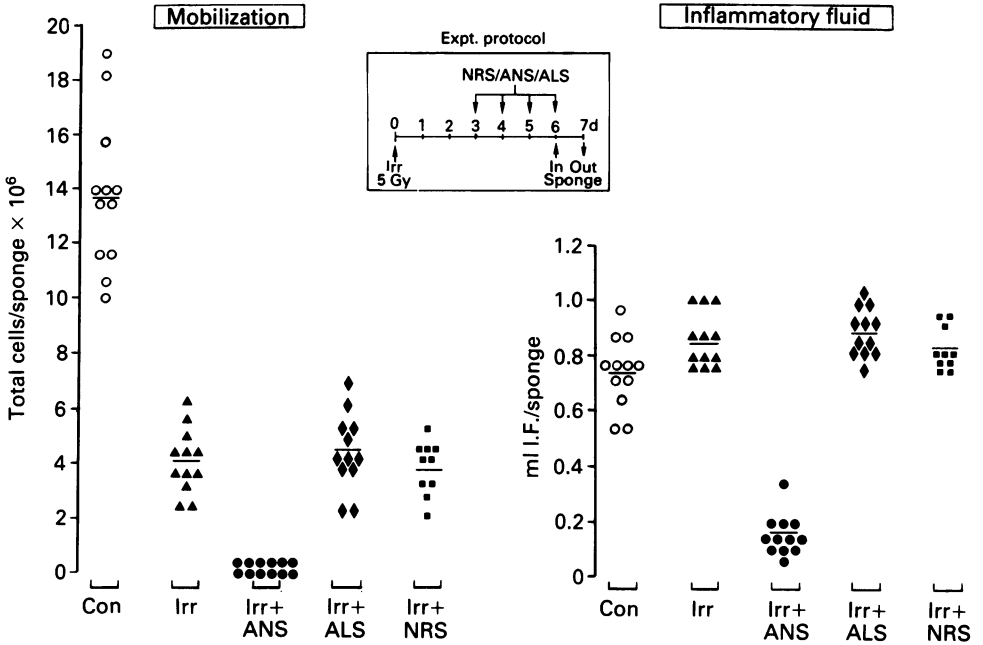 Mobilization
Inflammatory fluid
Expt. protocol
NRS/ANS/ALS
0 1 2 3 4 5 6 7d
Irr
5 Gy
In Out
Sponge
Total cells/sponge × 10⁶
20
18
16
14
12
10
8
6
4
2
0
Con Irr Irr+ Irr+ Irr+
ANS ALS NRS
ml I.F./sponge
1.2
1.0
0.8
0.6
0.4
0.2
0
Con Irr Irr+ Irr+ Irr+
ANS ALS NRS